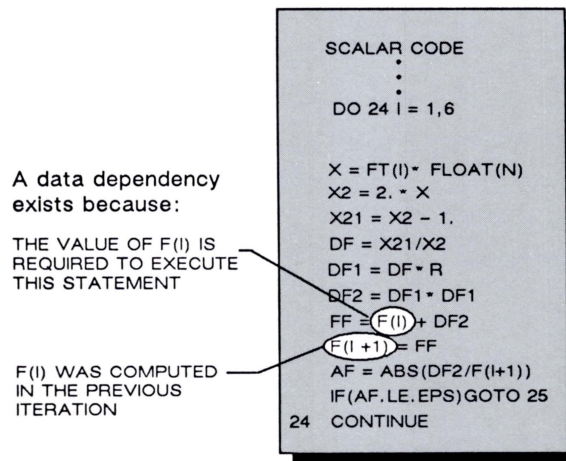 A data dependency
exists because:
THE VALUE OF F(I) IS
REQUIRED TO EXECUTE
THIS STATEMENT
F(I) WAS COMPUTED
IN THE PREVIOUS
ITERATION
SCALAR CODE
•
•
•
DO 24 I = 1,6
X = FT(I)* FLOAT(N)
X2 = 2. * X
X21 = X2 - 1.
DF = X21/X2
DF1 = DF* R
DF2 = DF1* DF1
FF = F(I) + DF2
F(I +1) = FF
AF = ABS(DF2/F(I+1))
IF(AF.LE.EPS)GOTO 25
24 CONTINUE